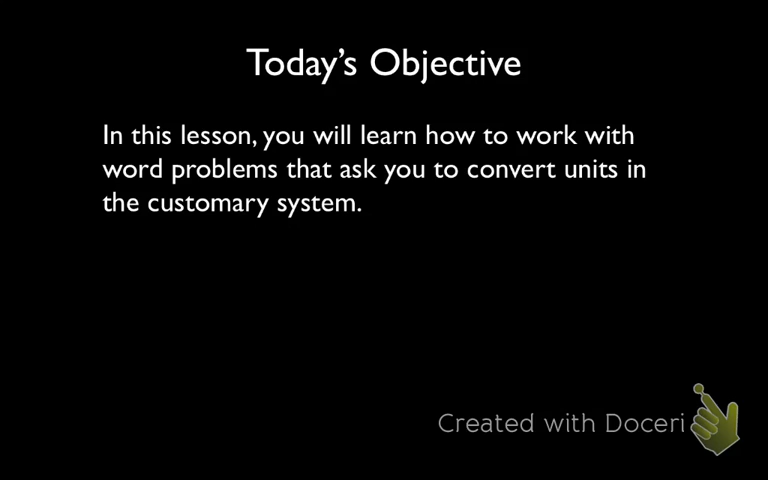 Today’s Objective
In this lesson, you will learn how to work with
word problems that ask you to convert units in
the customary system.
Created with Doceri